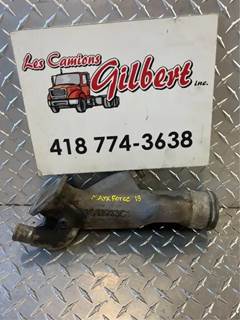 Les Camions
Gilbert inc.
418 774-3638
MAXXFORCE 13